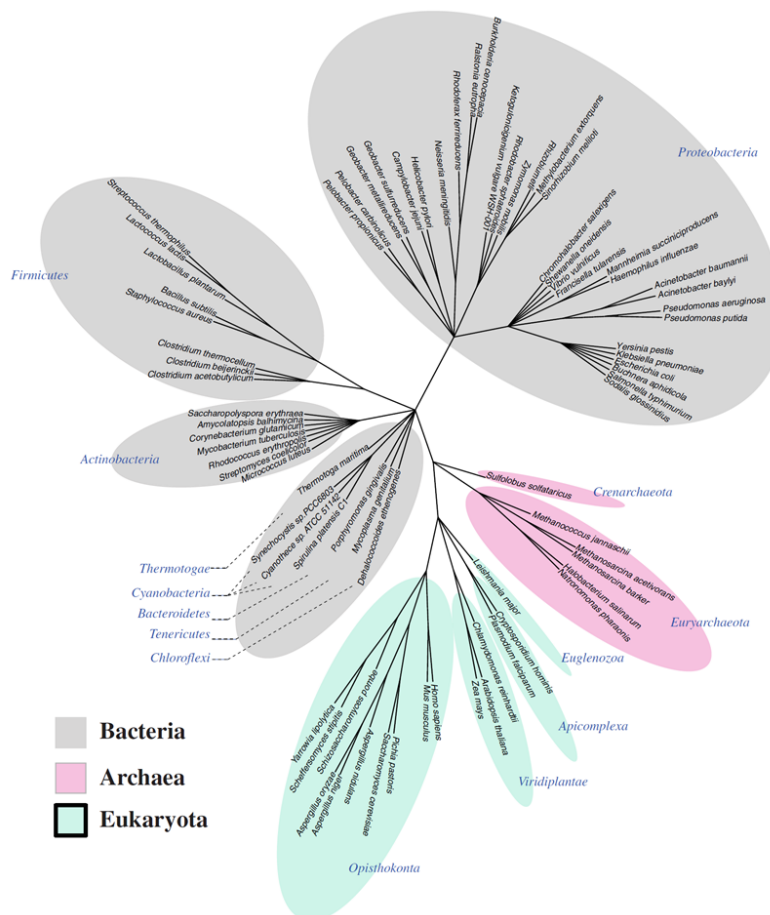 Proteobacteria
Burkholderia cenocepacia
Ralstonia eutropha
Rhodoferax ferrireducens
Neisseria meningitidis
Helicobacter pylori
Campylobacter jejuni
Geobacter sulfurreducens
Geobacter metallireducens
Pelobacter carbinolicus
Pelobacter propionicus
Ketogulonicigenium vulgare WSH-001
Rhodobacter sphaeroides
Zymomonas mobilis
Rhizobium etli
Methylobacterium extorquens
Sinorhizobium meliloti
Chromohalobacter salexigens
Shewanella oneidensis
Vibrio vulnificus
Francisella tularensis
Mannheimia succiniciproducens
Haemophilus influenzae
Acinetobacter baumannii
Acinetobacter baylyi
Pseudomonas aeruginosa
Pseudomonas putida
Yersinia pestis
Klebsiella pneumoniae
Escherichia coli
Buchnera aphidicola
Salmonella typhimurium
Sodalis glossinidius
Firmicutes
Streptococcus thermophilus
Lactococcus lactis
Lactobacillus plantarum
Bacillus subtilis
Staphylococcus aureus
Clostridium thermocellum
Clostridium beijerinckii
Clostridium acetobutylicum
Actinobacteria
Saccharopolyspora erythraea
Amycolatopsis balhimycina
Corynebacterium glutamicum
Mycobacterium tuberculosis
Rhodococcus erythropolis
Streptomyces coelicolor
Micrococcus luteus
Thermotoga maritima
Synechocystis sp. PCC6803
Cyanothece sp. ATCC 51142
Spirulina platensis C1
Porphyromonas gingivalis
Mycoplasma genitalium
Dehalococcoides ethenogenes
Thermotogae
Cyanobacteria
Bacteroidetes
Tenericutes
Chloroflexi
Sulfolobus solfataricus
Crenarchaeota
Methanococcus jannaschii
Methanosarcina acetivorans
Methanosarcina barker
Halobacterium salinarum
Natronomonas pharaonis
Euryarchaeota
Leishmania major
Euglenozoa
Cryptosporidium hominis
Plasmodium falciparum
Apicomplexa
Chlamydomonas reinhardtii
Arabidopsis thaliana
Zea mays
Viridiplantae
Homo sapiens
Mus musculus
Pichia pastoris
Saccharomyces cerevisiae
Aspergillus nidulans
Aspergillus niger
Aspergillus oryzae
Schizosaccharomyces pombe
Scheffersomyces stipitis
Yarrowia lipolytica
Opisthokonta
Bacteria
Archaea
Eukaryota